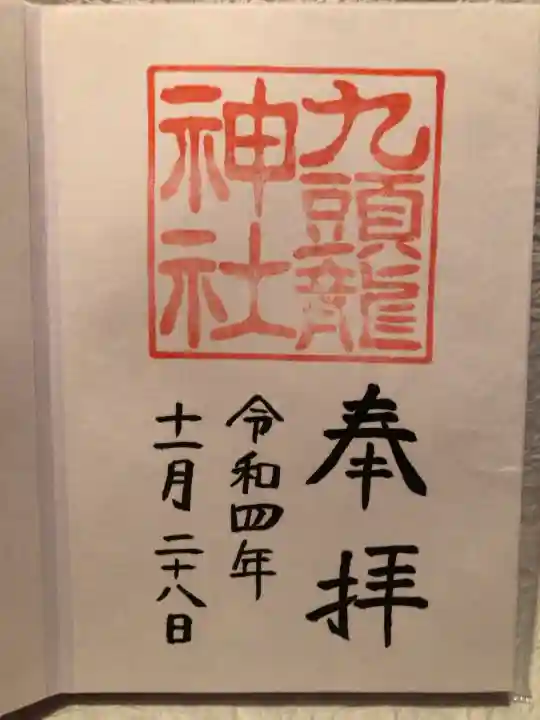 九頭龍
神社
奉拝
令和四年
十一月二十八日